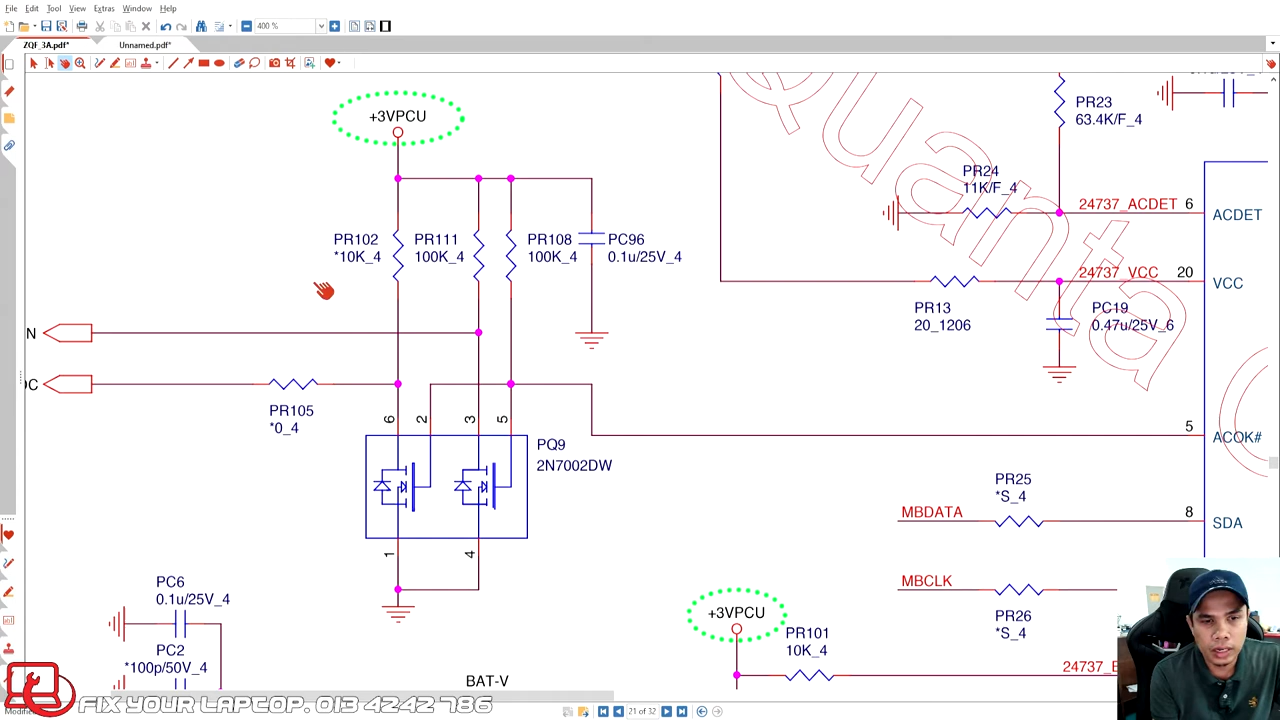 File Edit Tool View Extras Window Help
400 %
ZQF_3A.pdf*
Unnamed.pdf*
+3VPCU
PR102
*10K_4
PR111
100K_4
PR108
100K_4
PC96
0.1u/25V_4
N
PR105
*0_4
6
2
3
5
PQ9
2N7002DW
1
4
PC6
0.1u/25V_4
PC2
*100p/50V_4
BAT-V
+3VPCU
PR101
10K_4
PR23
63.4K/F_4
PR24
11K/F_4
24737_ACDET
6
ACDET
24737_VCC
20
VCC
PR13
20_1206
PC19
0.47u/25V_6
5
ACOK#
PR25
*S_4
MBDATA
8
SDA
MBCLK
PR26
*S_4
Quanta
FIX YOUR LAPTOP. 013 4242 786
21 of 32